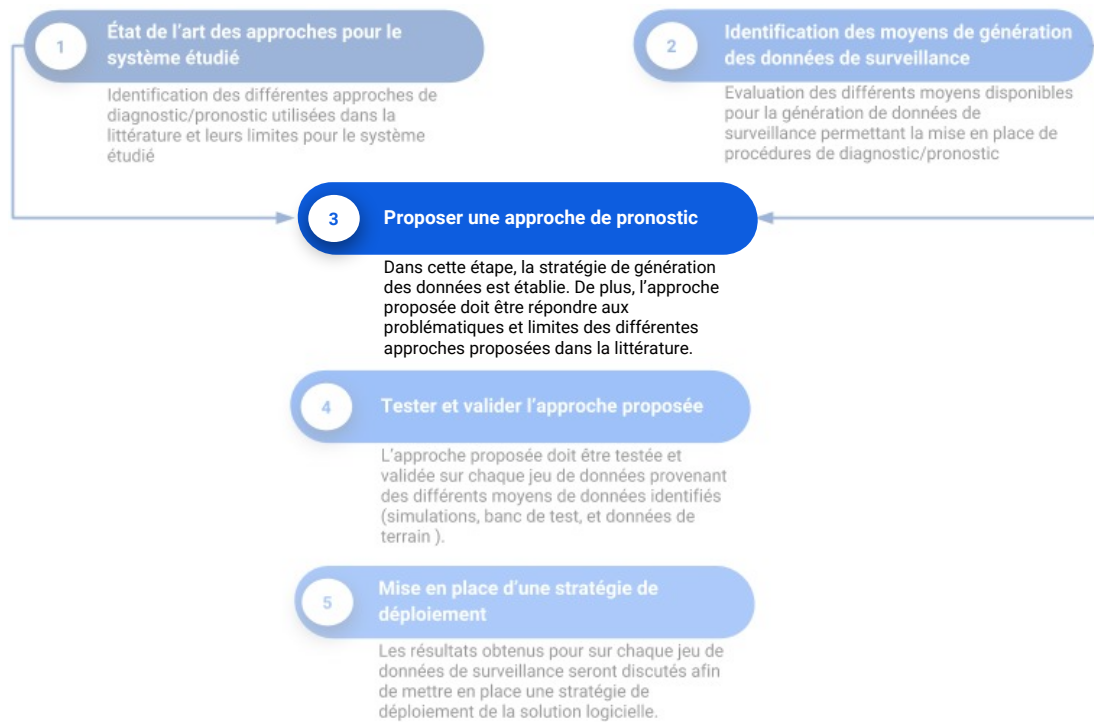 1
État de l'art des approches pour le
système étudié
Identification des différentes approches de
diagnostic/pronostic utilisées dans la
littérature et leurs limites pour le système
étudié
2
Identification des moyens de génération
des données de surveillance
Evaluation des différents moyens disponibles
pour la génération de données de
surveillance permettant la mise en place de
procédures de diagnostic/pronostic
3
Proposer une approche de pronostic
Dans cette étape, la stratégie de génération
des données est établie. De plus, l'approche
proposée doit être répondre aux
problématiques et limites des différentes
approches proposées dans la littérature.
4
Tester et valider l'approche proposée
L'approche proposée doit être testée et
validée sur chaque jeu de données provenant
des différents moyens de données identifiés
(simulations, banc de test, et données de
terrain ).
5
Mise en place d'une stratégie de
déploiement
Les résultats obtenus pour sur chaque jeu de
données de surveillance seront discutés afin
de mettre en place une stratégie de
déploiement de la solution logicielle.